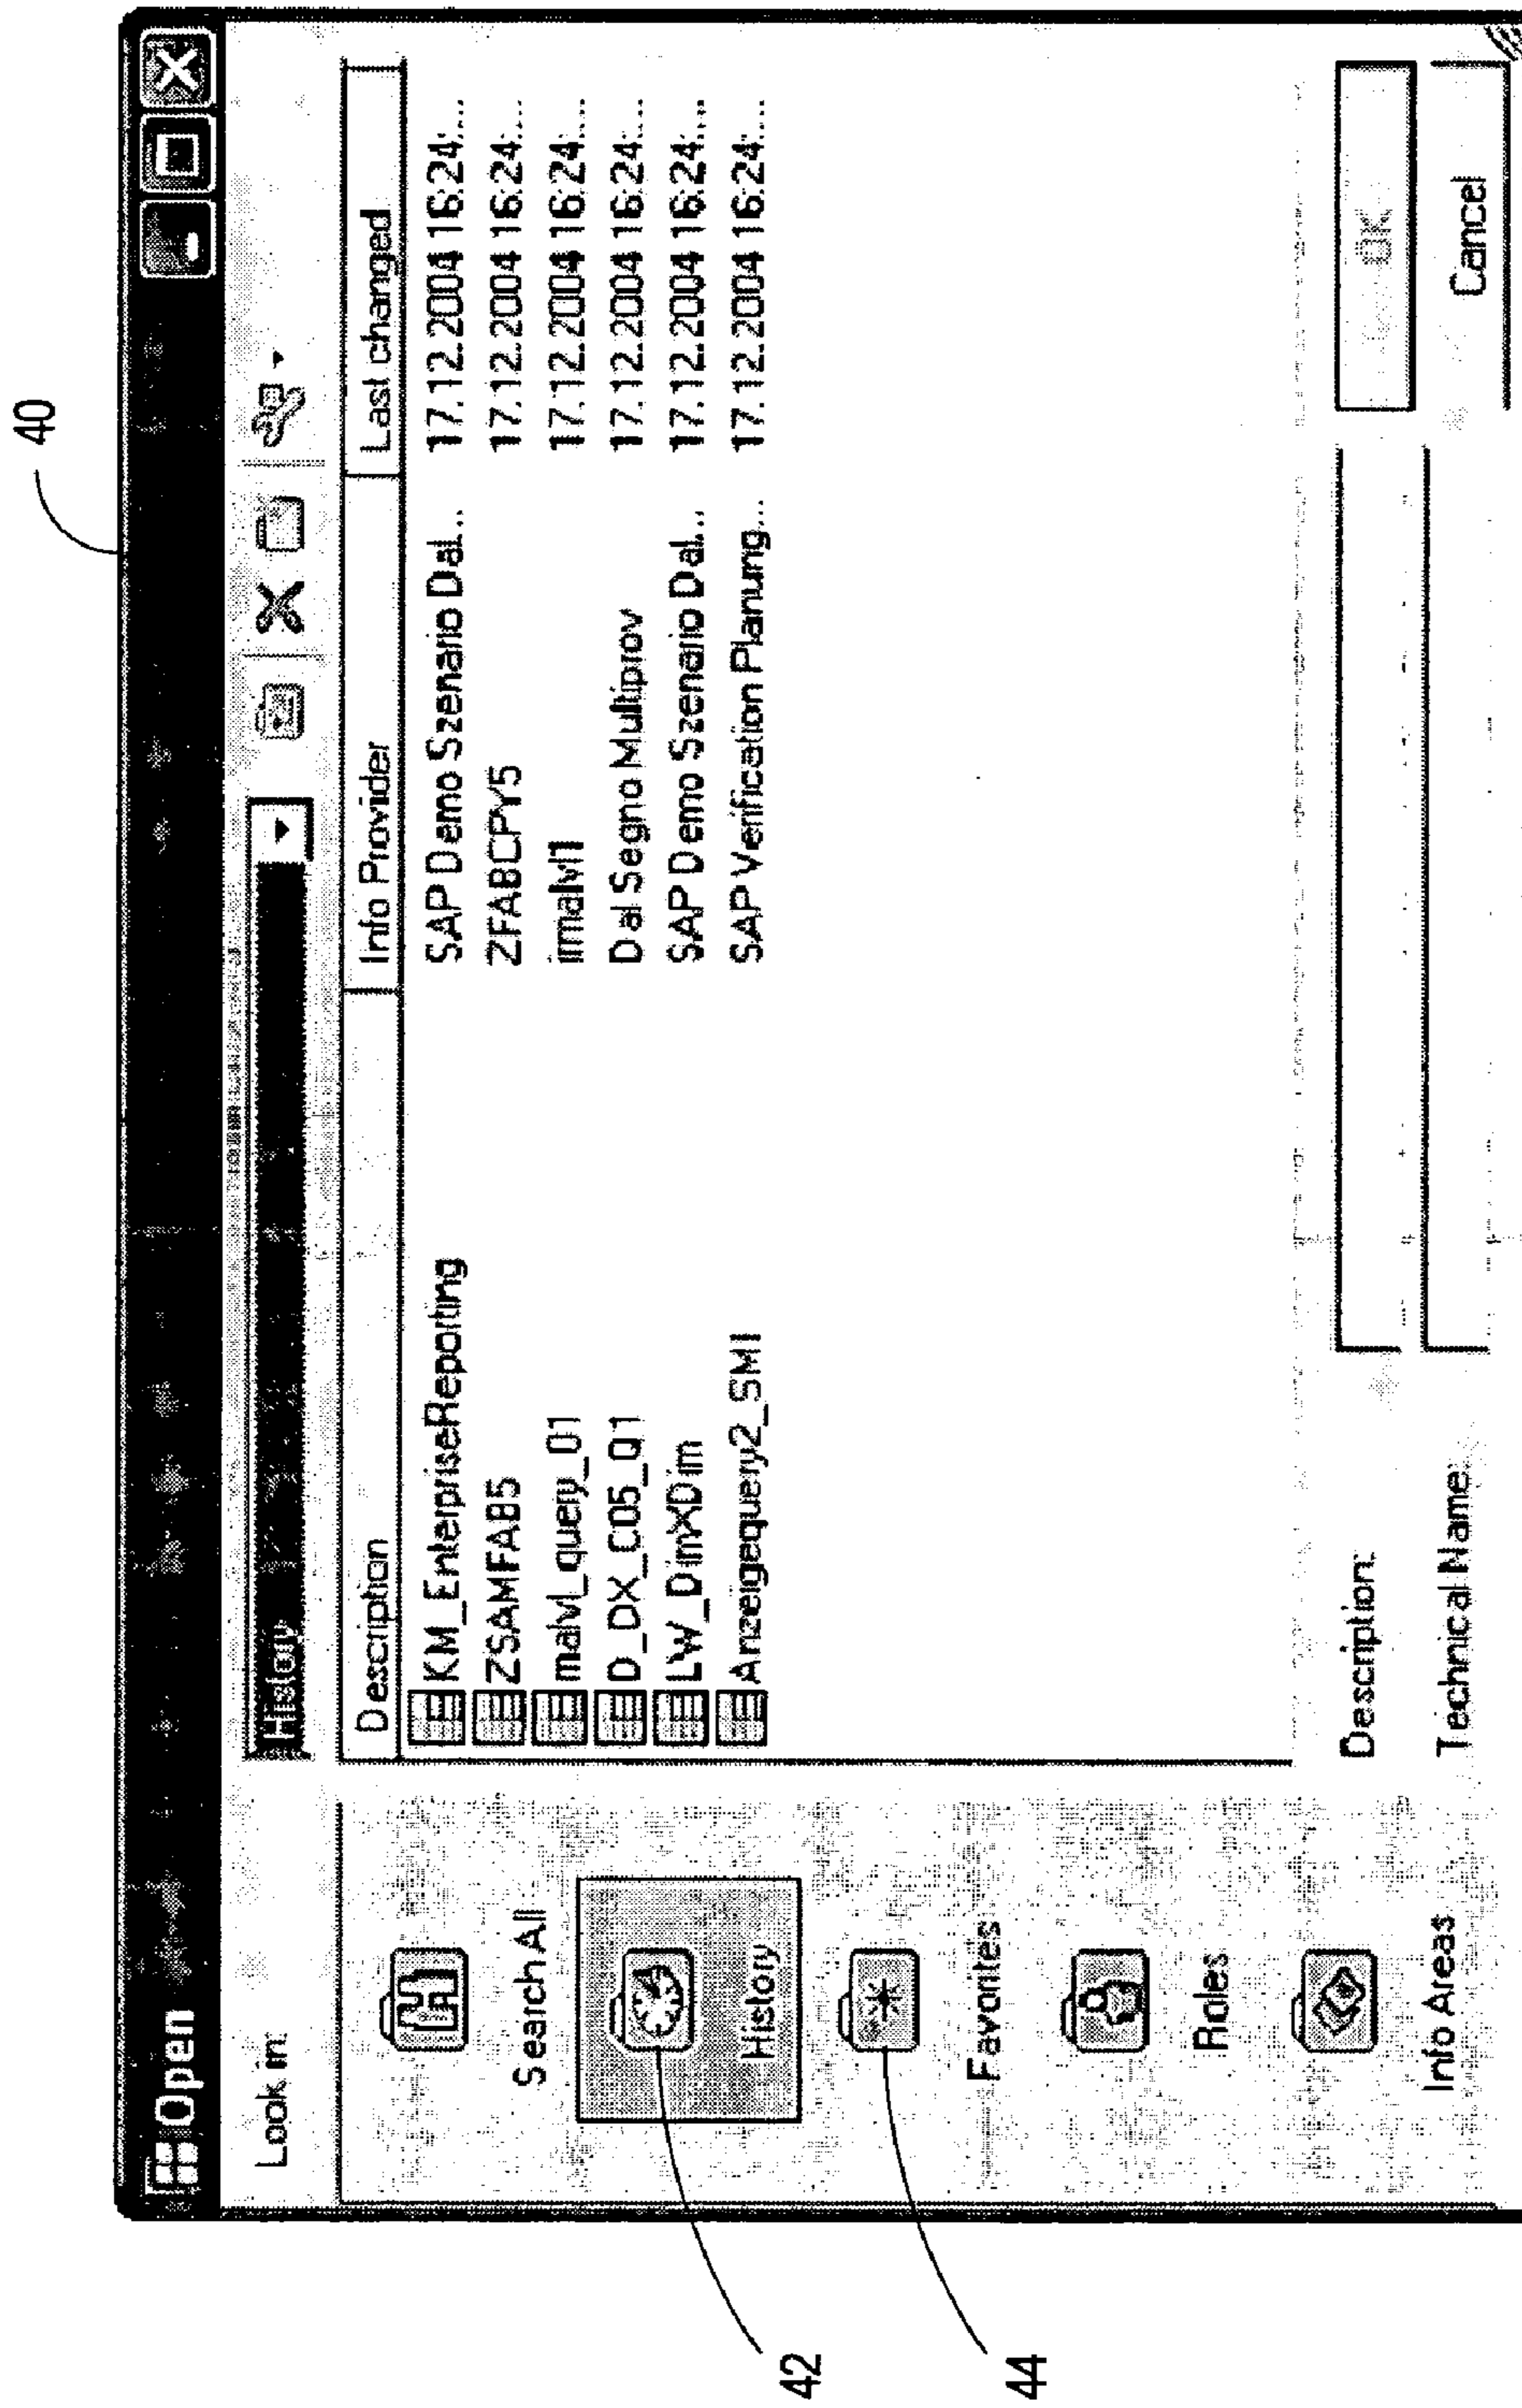 40
Open
Look in:
History
Description Info Provider Last changed
KM_EnterpriseReporting SAP Demo Szenario Dal... 17.12.2004 16:24:...
ZSAMFAB5 ZFABCPY5 17.12.2004 16:24:...
malvl_query_01 irmalvl1 17.12.2004 16:24:...
D_DX_C05_Q1 Dal Segno Multiprov 17.12.2004 16:24:...
LW_DimXDim SAP Demo Szenario Dal... 17.12.2004 16:24:...
Anzeigequery2_SMI SAP Verification Planung... 17.12.2004 16:24:...
Search All
History
Favorites
Roles
Info Areas
Description:
OK
Technical Name:
Cancel
42
44